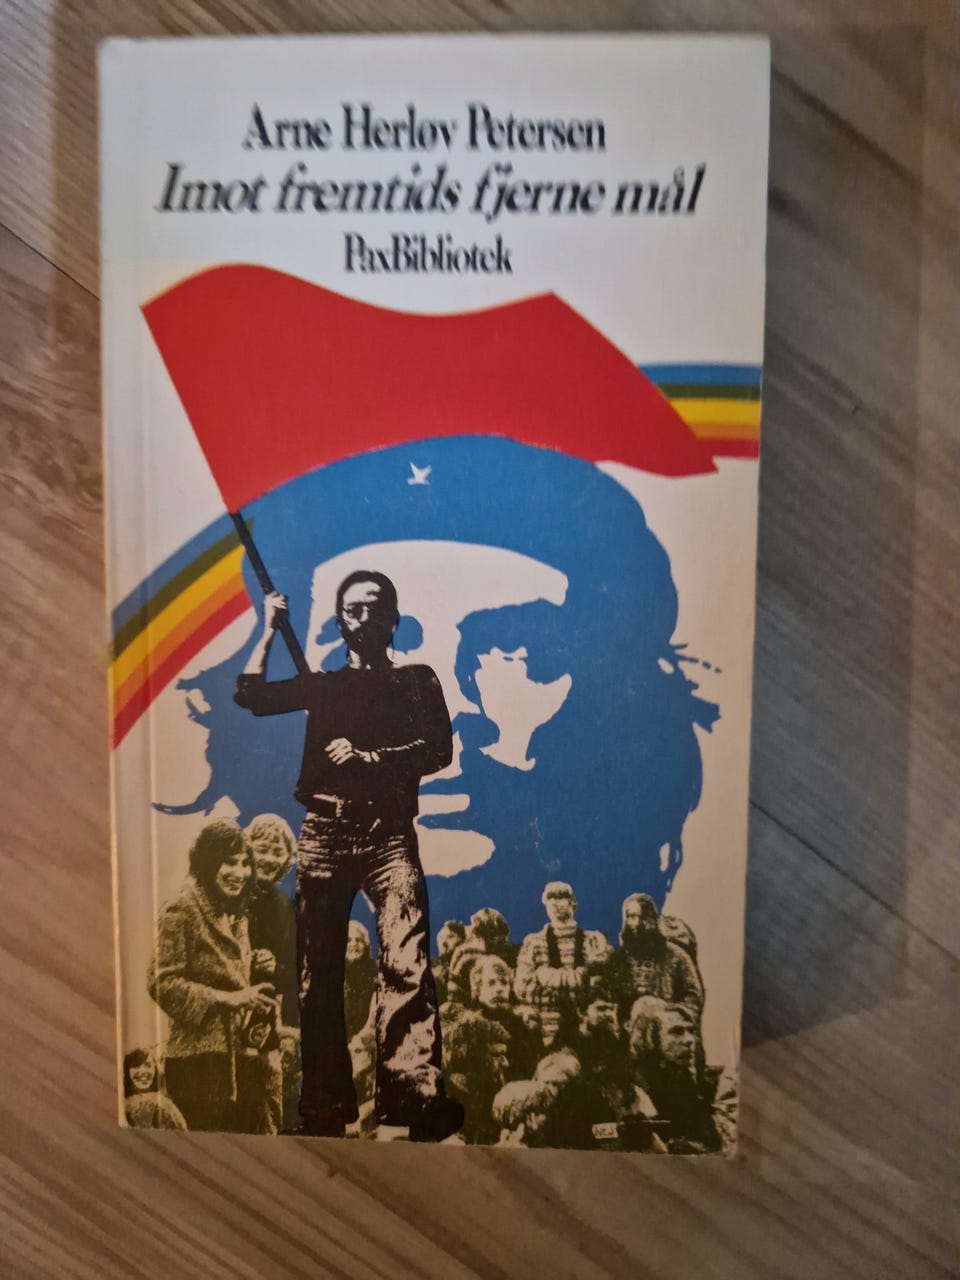 Arne Herløv Petersen
Imot fremtids fjerne mål
PaxBibliotek